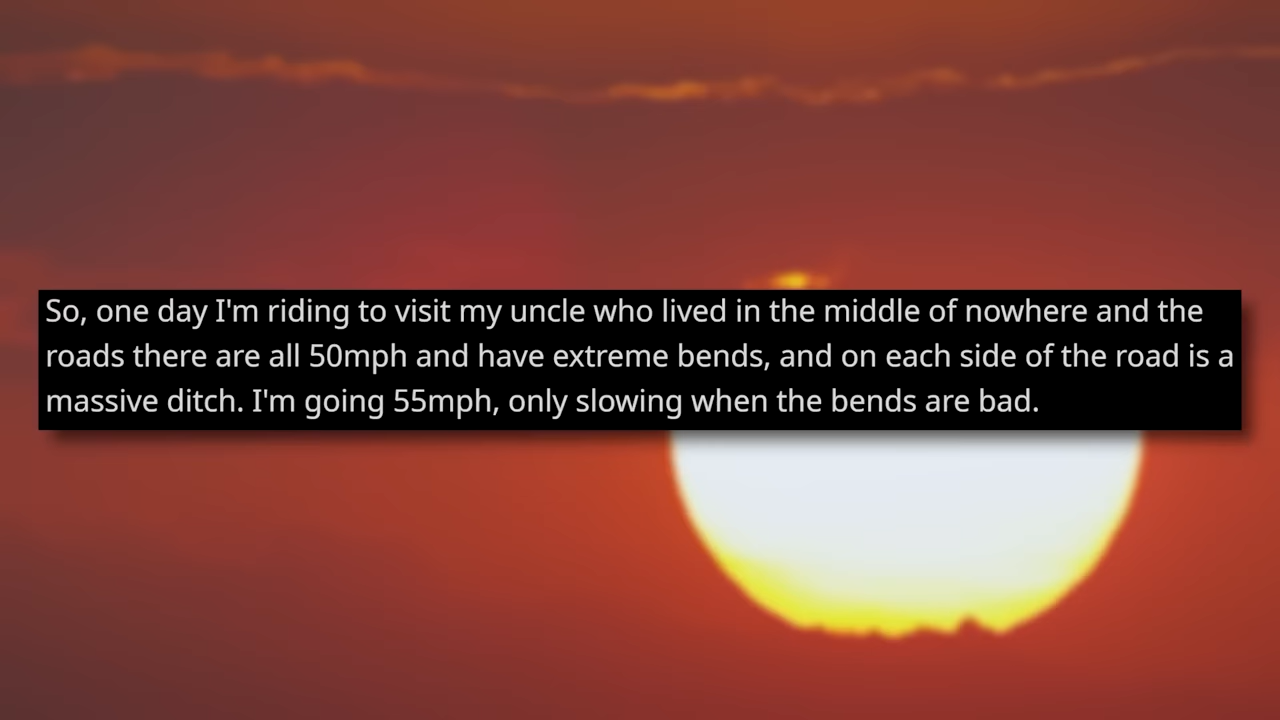 So, one day I'm riding to visit my uncle who lived in the middle of nowhere and the
roads there are all 50mph and have extreme bends, and on each side of the road is a
massive ditch. I'm going 55mph, only slowing when the bends are bad.